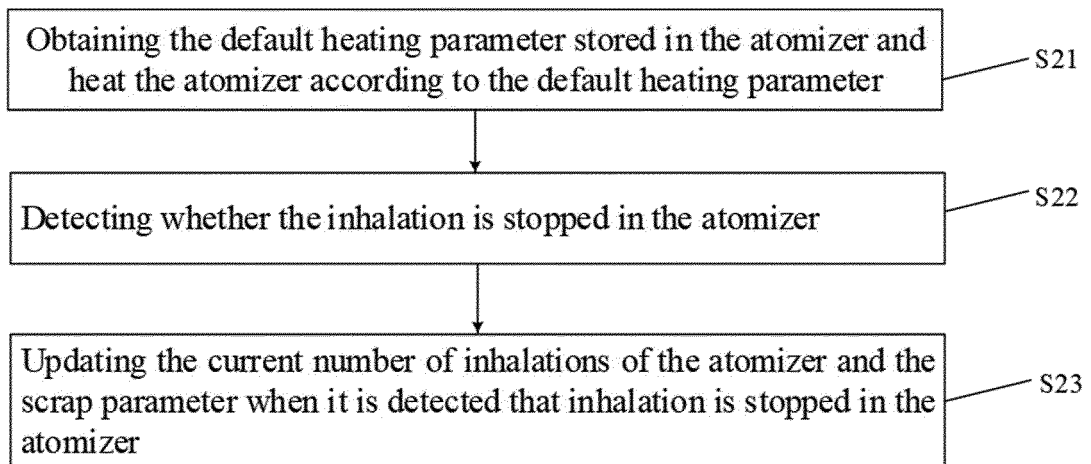 Obtaining the default heating parameter stored in the atomizer and
heat the atomizer according to the default heating parameter
S21
Detecting whether the inhalation is stopped in the atomizer
S22
Updating the current number of inhalations of the atomizer and the
scrap parameter when it is detected that inhalation is stopped in the
atomizer
S23